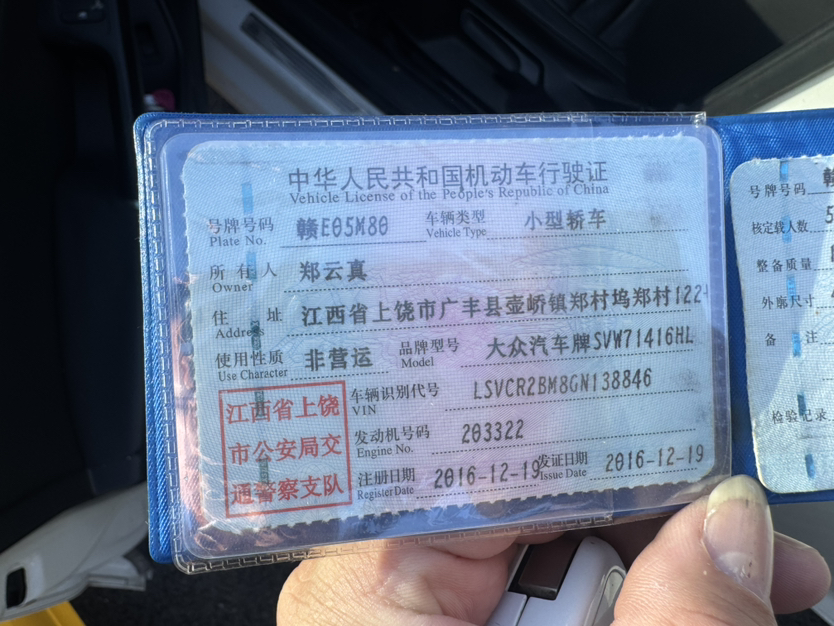 中华人民共和国机动车行驶证
Vehicle License of the People's Republic of China
号牌号码 赣E05M80 车辆类型 小型轿车
Plate No. Vehicle Type
所有人 郑云真
Owner
住址 江西省上饶市广丰县壶峤镇郑村坞郑村122
Address
使用性质 非营运 品牌型号 大众汽车牌SVW71416HL
Use Character Model
车辆识别代号 LSVCR2BM8GN138846
VIN
发动机号码 203322
Engine No.
注册日期 2016-12-19 发证日期 2016-12-19
Register Date Issue Date
江西省上饶
市公安局交
通警察支队
号牌号码
核定载人数 5
整备质量
外廓尺寸
备注
检验记录